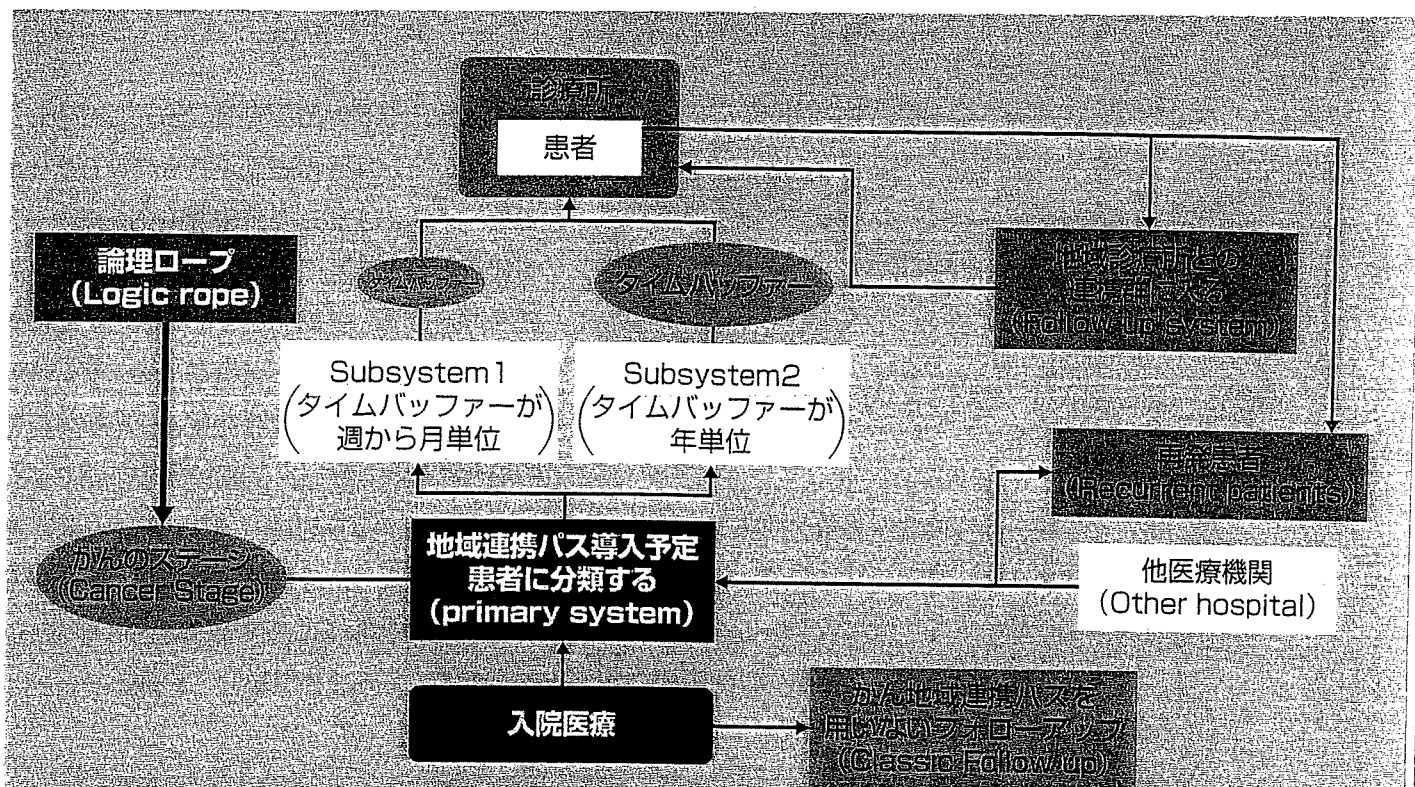 診療所
患者
論理ロープ
(Logic rope)
タイムバッファー
タイムバッファー
地域診療所との
連携群に入る
(Follow up system)
Subsystem1
(タイムバッファーが
週から月単位)
Subsystem2
(タイムバッファーが
年単位)
再発患者
(Recurrent patients)
がんのステージ
(Cancer Stage)
地域連携パス導入予定
患者に分類する
(primary system)
他医療機関
(Other hospital)
入院医療
がん地域連携パスを
用いないフォローアップ
(Classic Follow up)